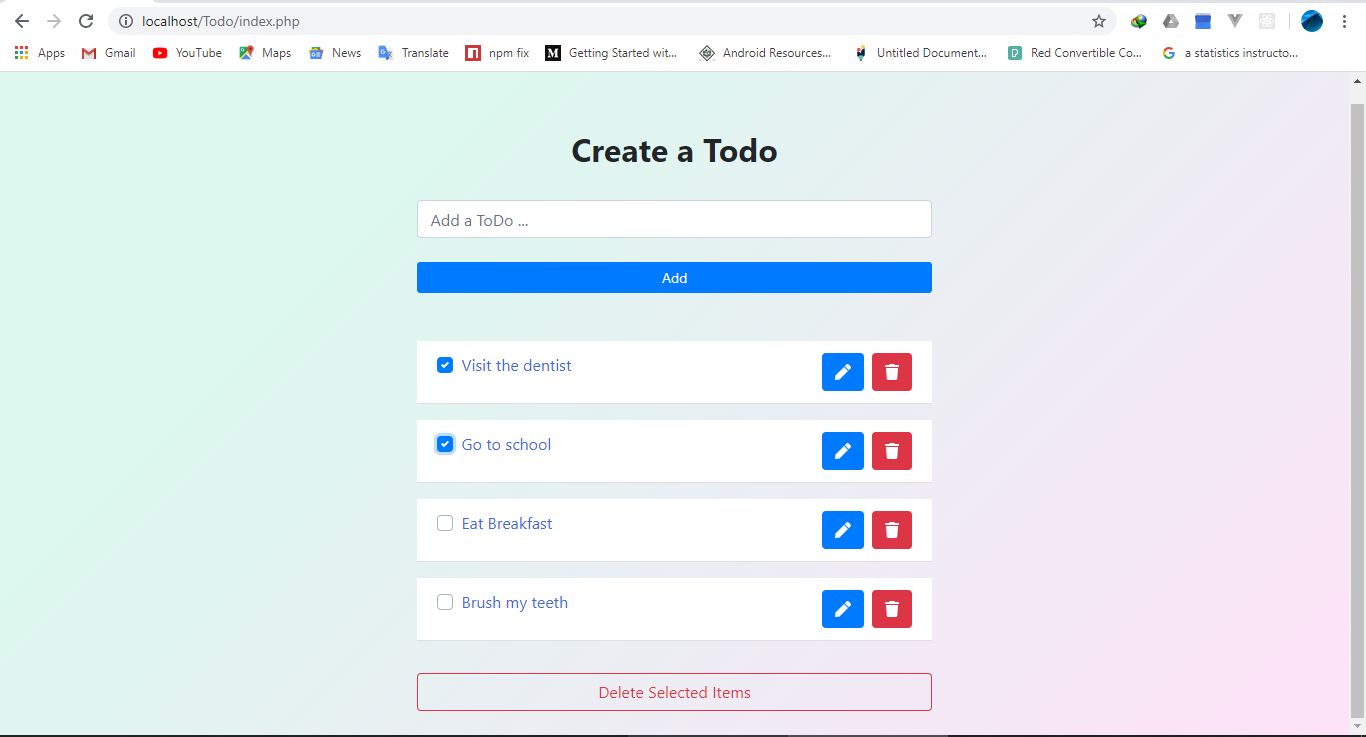 localhost/Todo/index.php
Apps Gmail YouTube Maps News Translate npm fix Getting Started wit... Android Resources... Untitled Document... Red Convertible Co... a statistics instructo...
Create a Todo
Add a ToDo ...
Add
Visit the dentist
Go to school
Eat Breakfast
Brush my teeth
Delete Selected Items